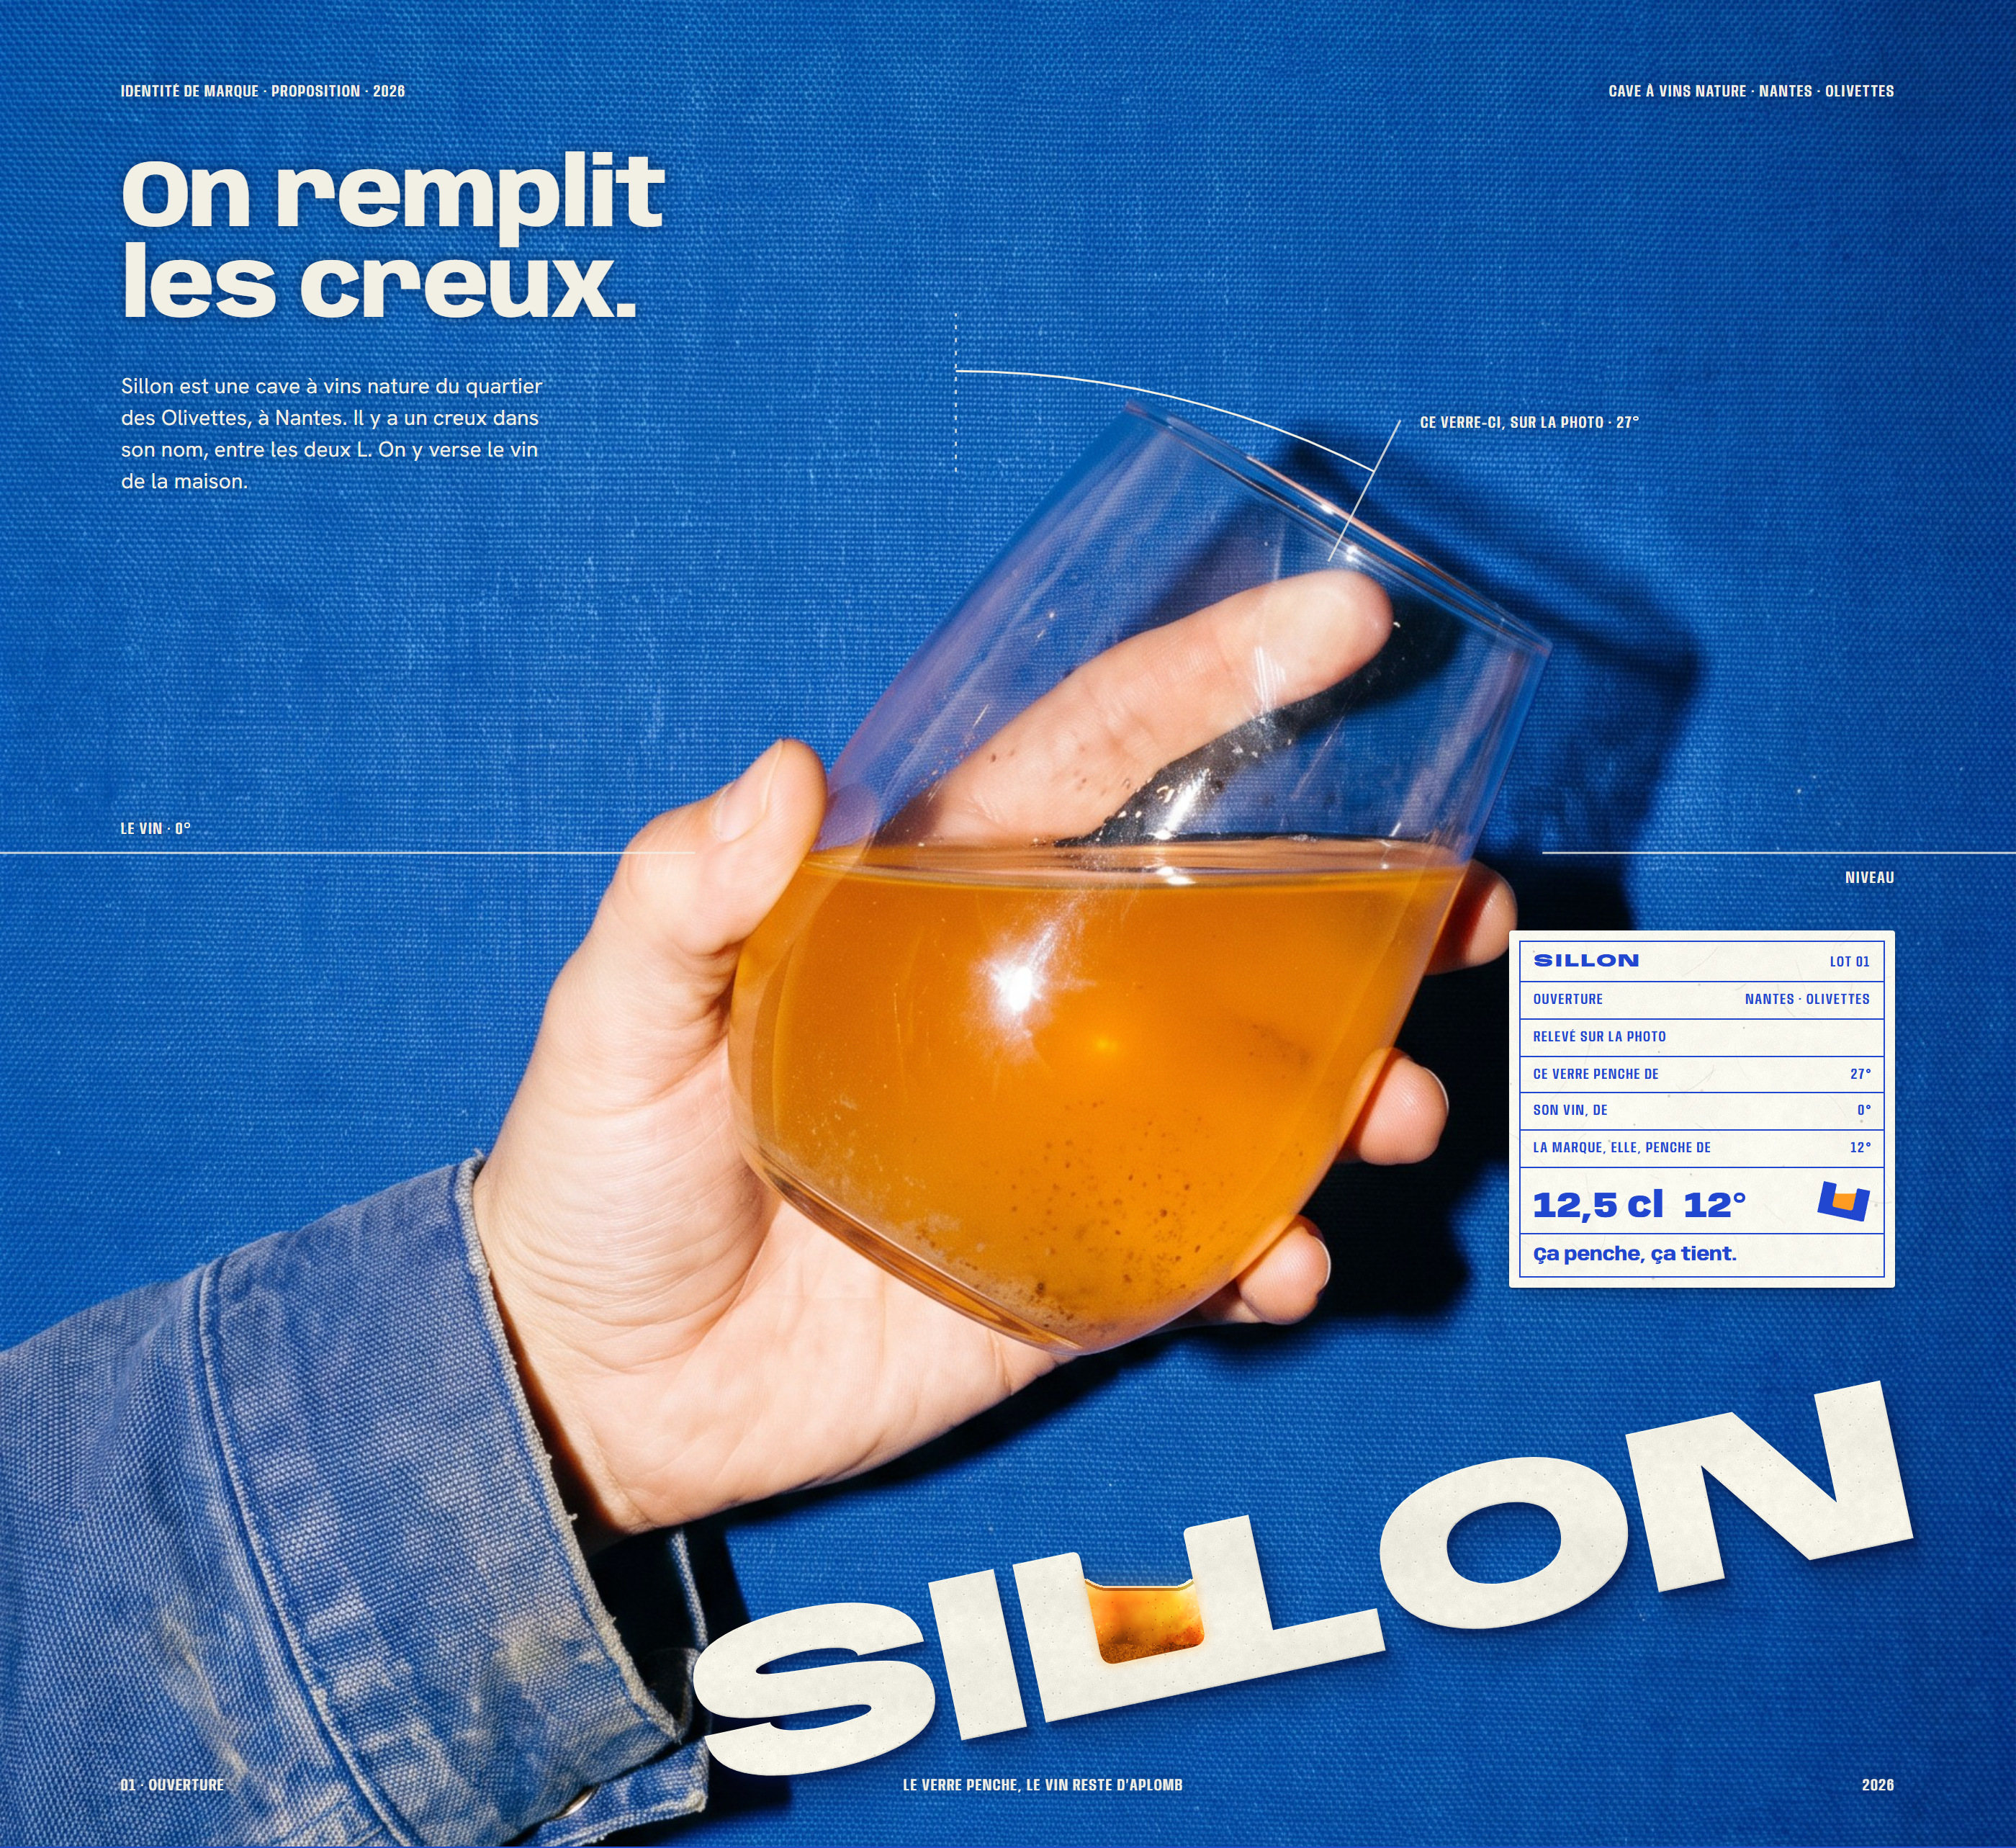 IDENTITÉ DE MARQUE · PROPOSITION · 2026
CAVE À VINS NATURE · NANTES · OLIVETTES
On remplit
les creux.
Sillon est une cave à vins nature du quartier
des Olivettes, à Nantes. Il y a un creux dans
son nom, entre les deux L. On y verse le vin
de la maison.
CE VERRE-CI, SUR LA PHOTO · 27°
LE VIN · 0°
NIVEAU
SILLON
LOT 01
OUVERTURE
NANTES · OLIVETTES
RELEVÉ SUR LA PHOTO
CE VERRE PENCHE DE
27°
SON VIN, DE
0°
LA MARQUE, ELLE, PENCHE DE
12°
12,5 cl 12°
Ça penche, ça tient.
SILLON
01 · OUVERTURE
LE VERRE PENCHE, LE VIN RESTE D'APLOMB
2026